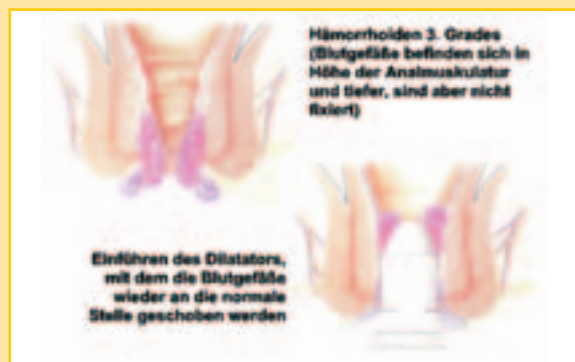 Hämorrhoiden 3. Grades
(Blutgefäße befinden sich in
Höhe der Analmuskulatur
und tiefer, sind aber nicht
fixiert)
Einführen des Dilatators,
mit dem die Blutgefäße
wieder an die normale
Stelle geschoben werden